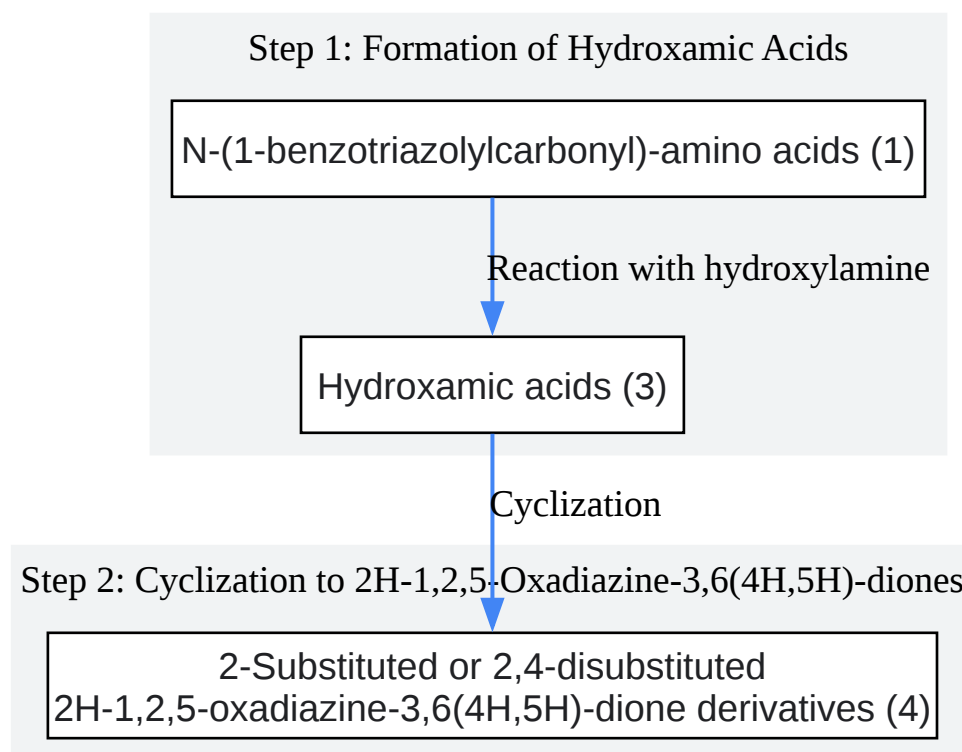 Step 1: Formation of Hydroxamic Acids
N-(1-benzotriazolylcarbonyl)-amino acids (1)
Reaction with hydroxylamine
Hydroxamic acids (3)
Cyclization
Step 2: Cyclization to 2H-1,2,5-Oxadiazine-3,6(4H,5H)-diones
2-Substituted or 2,4-disubstituted
2H-1,2,5-oxadiazine-3,6(4H,5H)-dione derivatives (4)